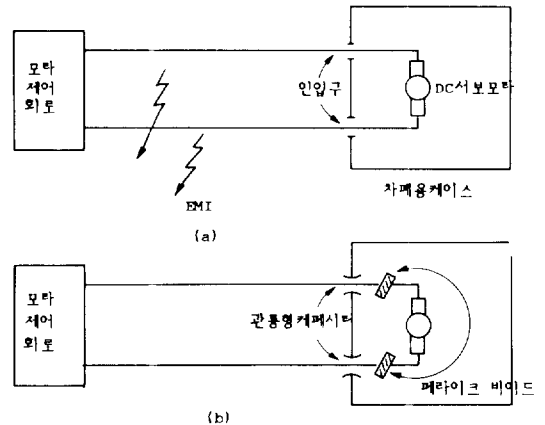 모타
제어
회로
인입구
DC서보모타
차폐용케이스
EMI
(a)
모타
제어
회로
관통형케페시터
페라이크 비이드
(b)